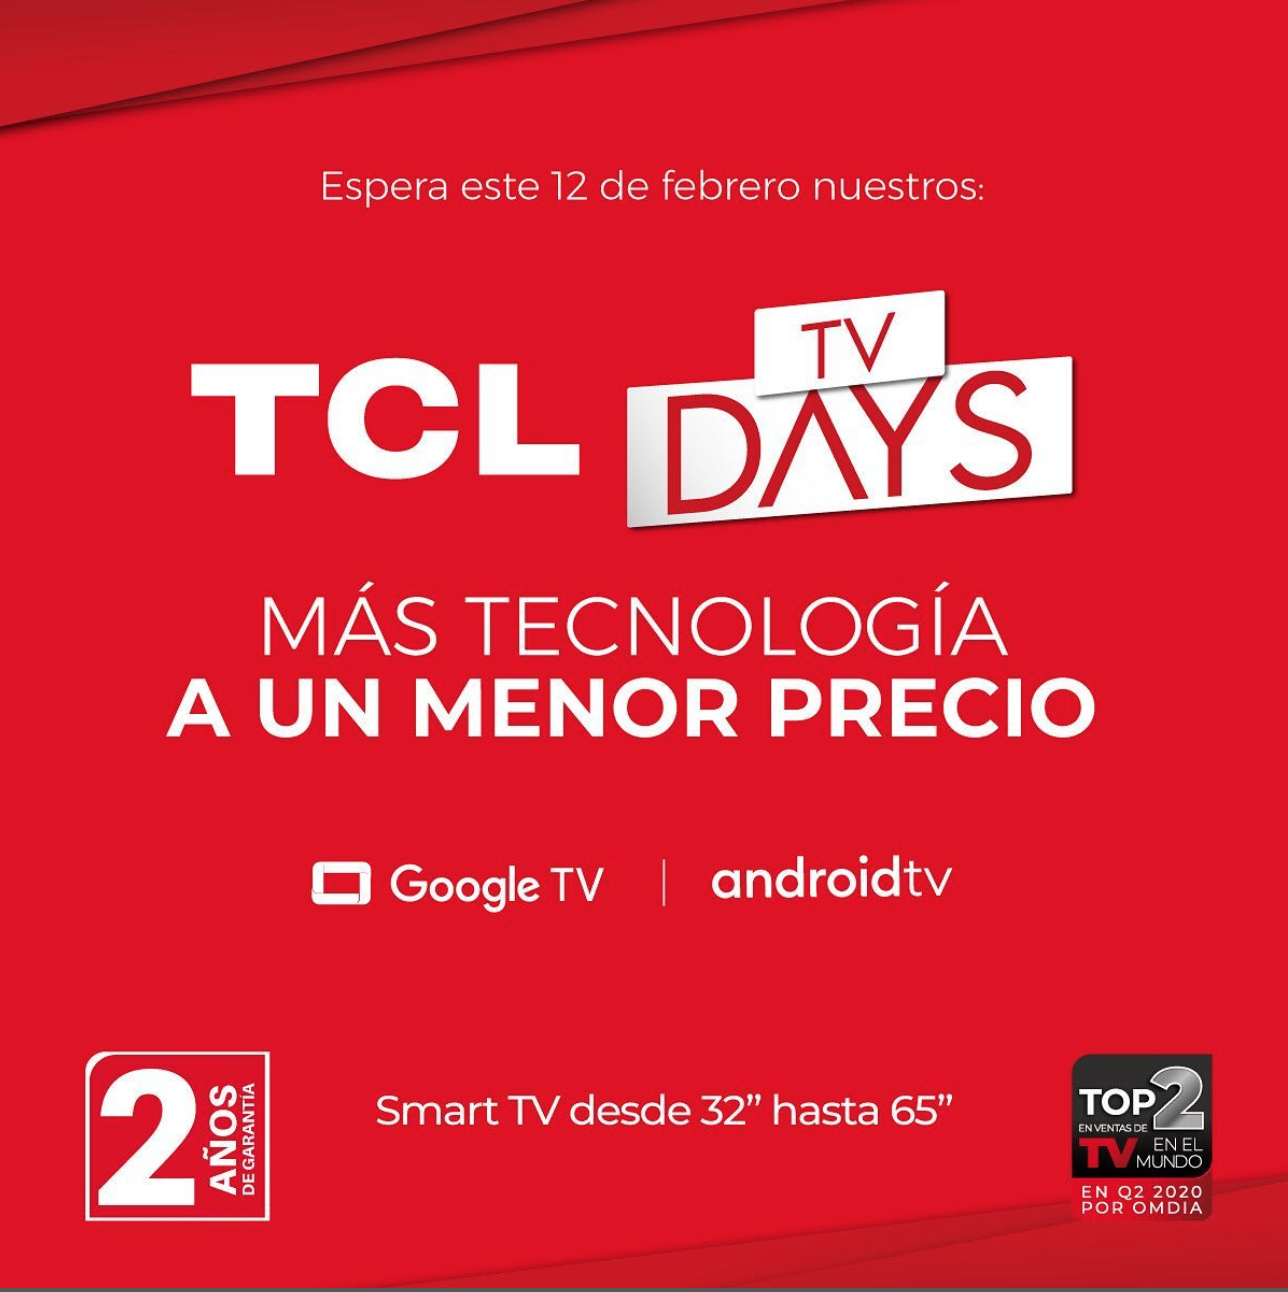 Espera este 12 de febrero nuestros:
TCL TV DAYS
MÁS TECNOLOGÍA
A UN MENOR PRECIO
Google TV | androidtv
2 AÑOS
DE GARANTÍA
Smart TV desde 32” hasta 65”
TOP 2
EN VENTAS DE
TV EN EL
MUNDO
EN Q2 2020
POR OMDIA